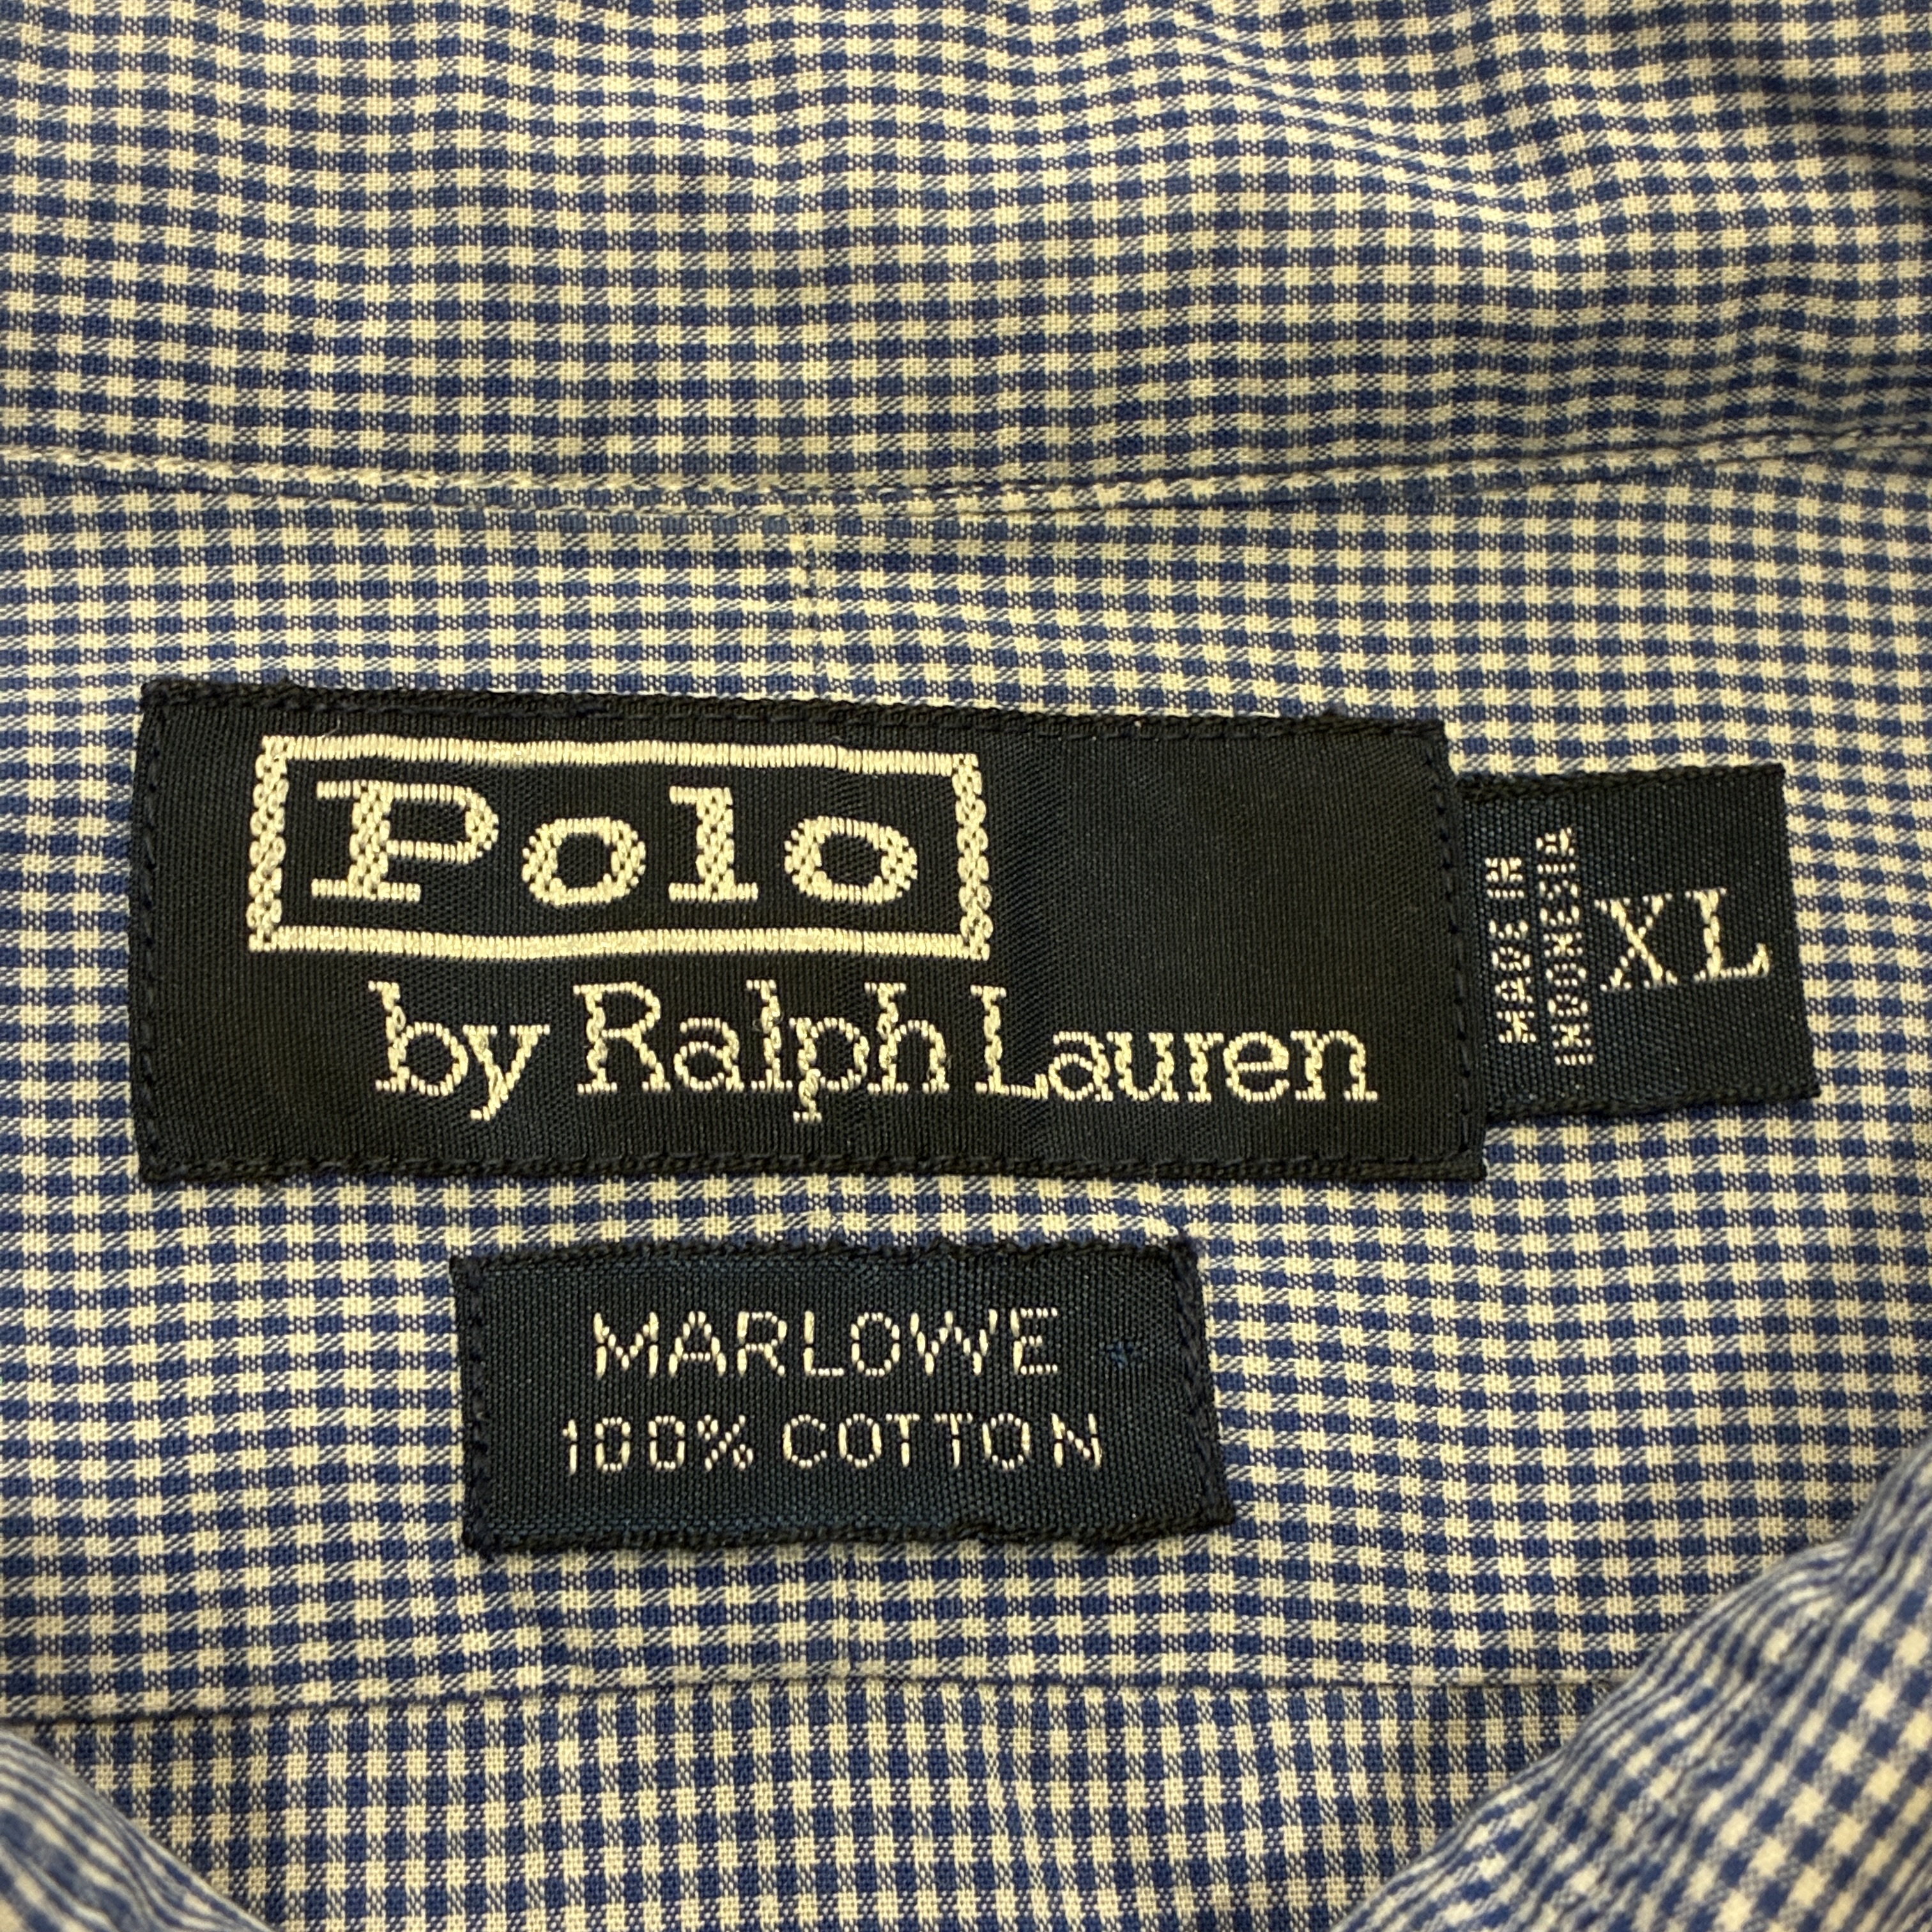 Polo
by Ralph Lauren
MADE IN
INDONESIA
XL
MARLOWE
100% COTTON